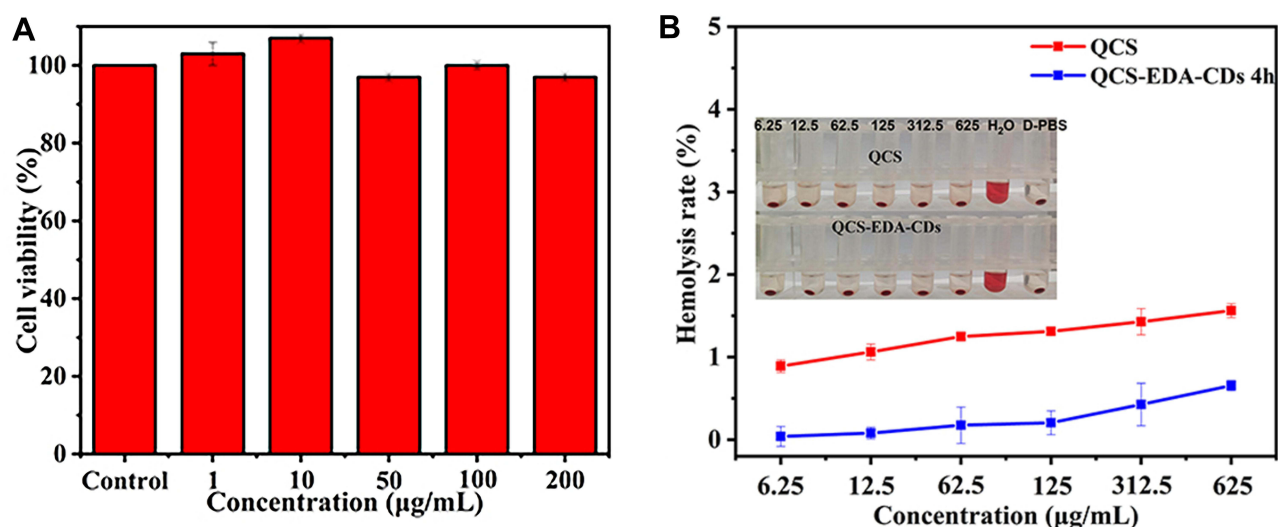 A
Cell viability (%)
100
80
60
40
20
0
Control 1 10 50 100 200
Concentration (μg/mL)
B
Hemolysis rate (%)
5
4
3
2
1
0
QCS
QCS-EDA-CDs 4h
6.25 12.5 62.5 125 312.5 625 H₂O D-PBS
QCS
QCS-EDA-CDs
6.25 12.5 62.5 125 312.5 625
Concentration (μg/mL)